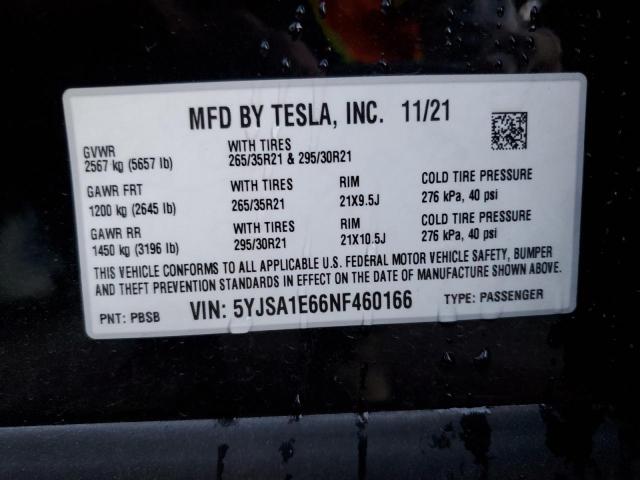 MFD BY TESLA, INC. 11/21
GVWR WITH TIRES
2567 kg (5657 lb) 265/35R21 & 295/30R21
GAWR FRT WITH TIRES RIM COLD TIRE PRESSURE
1200 kg (2645 lb) 265/35R21 21X9.5J 276 kPa, 40 psi
GAWR RR WITH TIRES RIM COLD TIRE PRESSURE
1450 kg (3196 lb) 295/30R21 21X10.5J 276 kPa, 40 psi
THIS VEHICLE CONFORMS TO ALL APPLICABLE U.S. FEDERAL MOTOR VEHICLE SAFETY, BUMPER
AND THEFT PREVENTION STANDARDS IN EFFECT ON THE DATE OF MANUFACTURE SHOWN ABOVE.
PNT: PBSB VIN: 5YJSA1E66NF460166 TYPE: PASSENGER